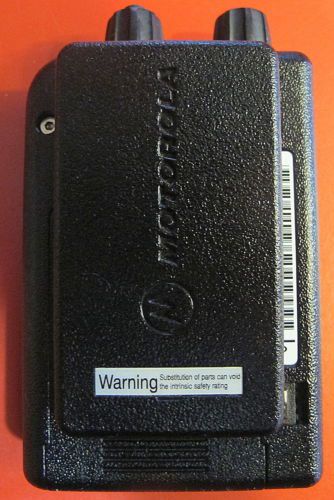 MOTOROLA
Warning Substitution of parts can void
the intrinsic safety rating